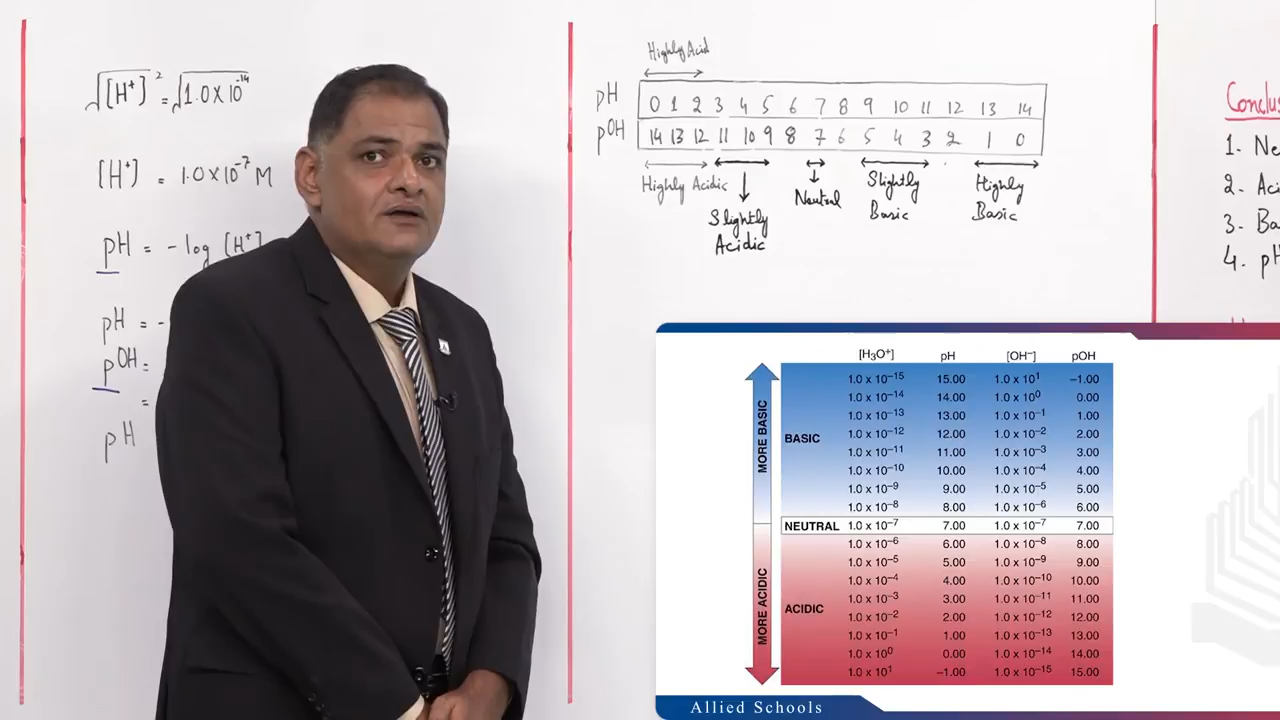 √[H⁺]² = √1.0 X 10⁻¹⁴
[H⁺] = 1.0 X 10⁻⁷ M
pH = - log [H⁺]
pH = -
pOH =
=
pH
Highly Acid
pH 0 1 2 3 4 5 6 7 8 9 10 11 12 13 14
pOH 14 13 12 11 10 9 8 7 6 5 4 3 2 1 0
Highly Acidic
Slightly
Acidic
Neutral
Slightly
Basic
Highly
Basic
1. Ne
2. Aci
3. Ba
4. pH
[H₃O⁺] pH [OH⁻] pOH
1.0 x 10⁻¹⁵ 15.00 1.0 x 10¹ –1.00
1.0 x 10⁻¹⁴ 14.00 1.0 x 10⁰ 0.00
1.0 x 10⁻¹³ 13.00 1.0 x 10⁻¹ 1.00
1.0 x 10⁻¹² 12.00 1.0 x 10⁻² 2.00
1.0 x 10⁻¹¹ 11.00 1.0 x 10⁻³ 3.00
1.0 x 10⁻¹⁰ 10.00 1.0 x 10⁻⁴ 4.00
1.0 x 10⁻⁹ 9.00 1.0 x 10⁻⁵ 5.00
1.0 x 10⁻⁸ 8.00 1.0 x 10⁻⁶ 6.00
NEUTRAL 1.0 x 10⁻⁷ 7.00 1.0 x 10⁻⁷ 7.00
1.0 x 10⁻⁶ 6.00 1.0 x 10⁻⁸ 8.00
1.0 x 10⁻⁵ 5.00 1.0 x 10⁻⁹ 9.00
1.0 x 10⁻⁴ 4.00 1.0 x 10⁻¹⁰ 10.00
1.0 x 10⁻³ 3.00 1.0 x 10⁻¹¹ 11.00
1.0 x 10⁻² 2.00 1.0 x 10⁻¹² 12.00
1.0 x 10⁻¹ 1.00 1.0 x 10⁻¹³ 13.00
1.0 x 10⁰ 0.00 1.0 x 10⁻¹⁴ 14.00
1.0 x 10¹ –1.00 1.0 x 10⁻¹⁵ 15.00
BASIC
ACIDIC
MORE BASIC
MORE ACIDIC
Allied Schools